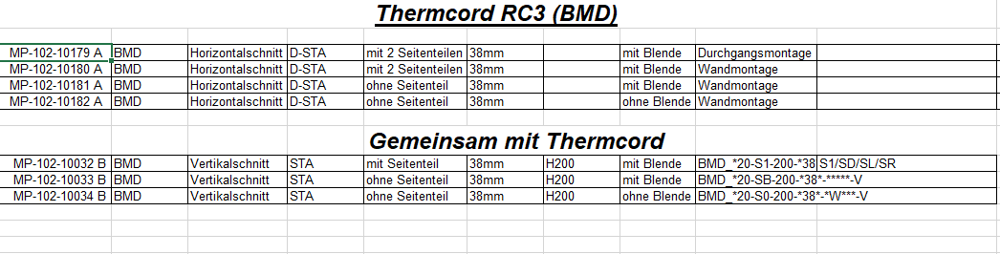 Thermcord RC3 (BMD)
MP-102-10179 A BMD Horizontalschnitt D-STA mit 2 Seitenteilen 38mm mit Blende Durchgangsmontage
MP-102-10180 A BMD Horizontalschnitt D-STA mit 2 Seitenteilen 38mm mit Blende Wandmontage
MP-102-10181 A BMD Horizontalschnitt D-STA ohne Seitenteil 38mm mit Blende Wandmontage
MP-102-10182 A BMD Horizontalschnitt D-STA ohne Seitenteil 38mm ohne Blende Wandmontage
Gemeinsam mit Thermcord
MP-102-10032 B BMD Vertikalschnitt STA mit Seitenteil 38mm H200 mit Blende BMD_*20-S1-200-*38 S1/SD/SL/SR
MP-102-10033 B BMD Vertikalschnitt STA ohne Seitenteil 38mm H200 mit Blende BMD_*20-SB-200-*38*-*****-V
MP-102-10034 B BMD Vertikalschnitt STA ohne Seitenteil 38mm H200 ohne Blende BMD_*20-S0-200-*38*-*W***-V